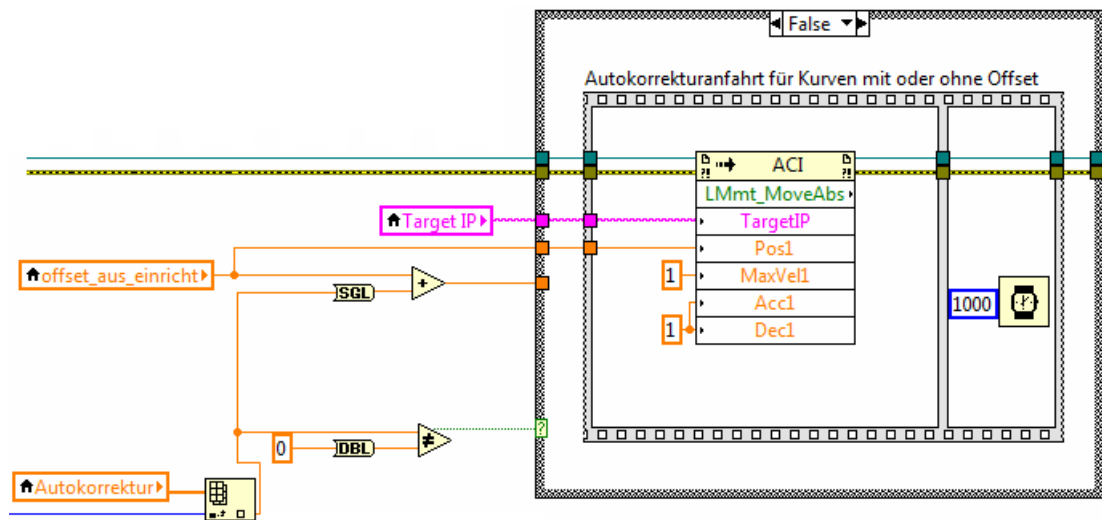 False
Autokorrekturanfahrt für Kurven mit oder ohne Offset
ACI
LMmt_MoveAbs
Target IP
TargetIP
Pos1
offset_aus_einricht
SGL
1
MaxVel1
Acc1
1000
1
Dec1
0
DBL
?
Autokorrektur